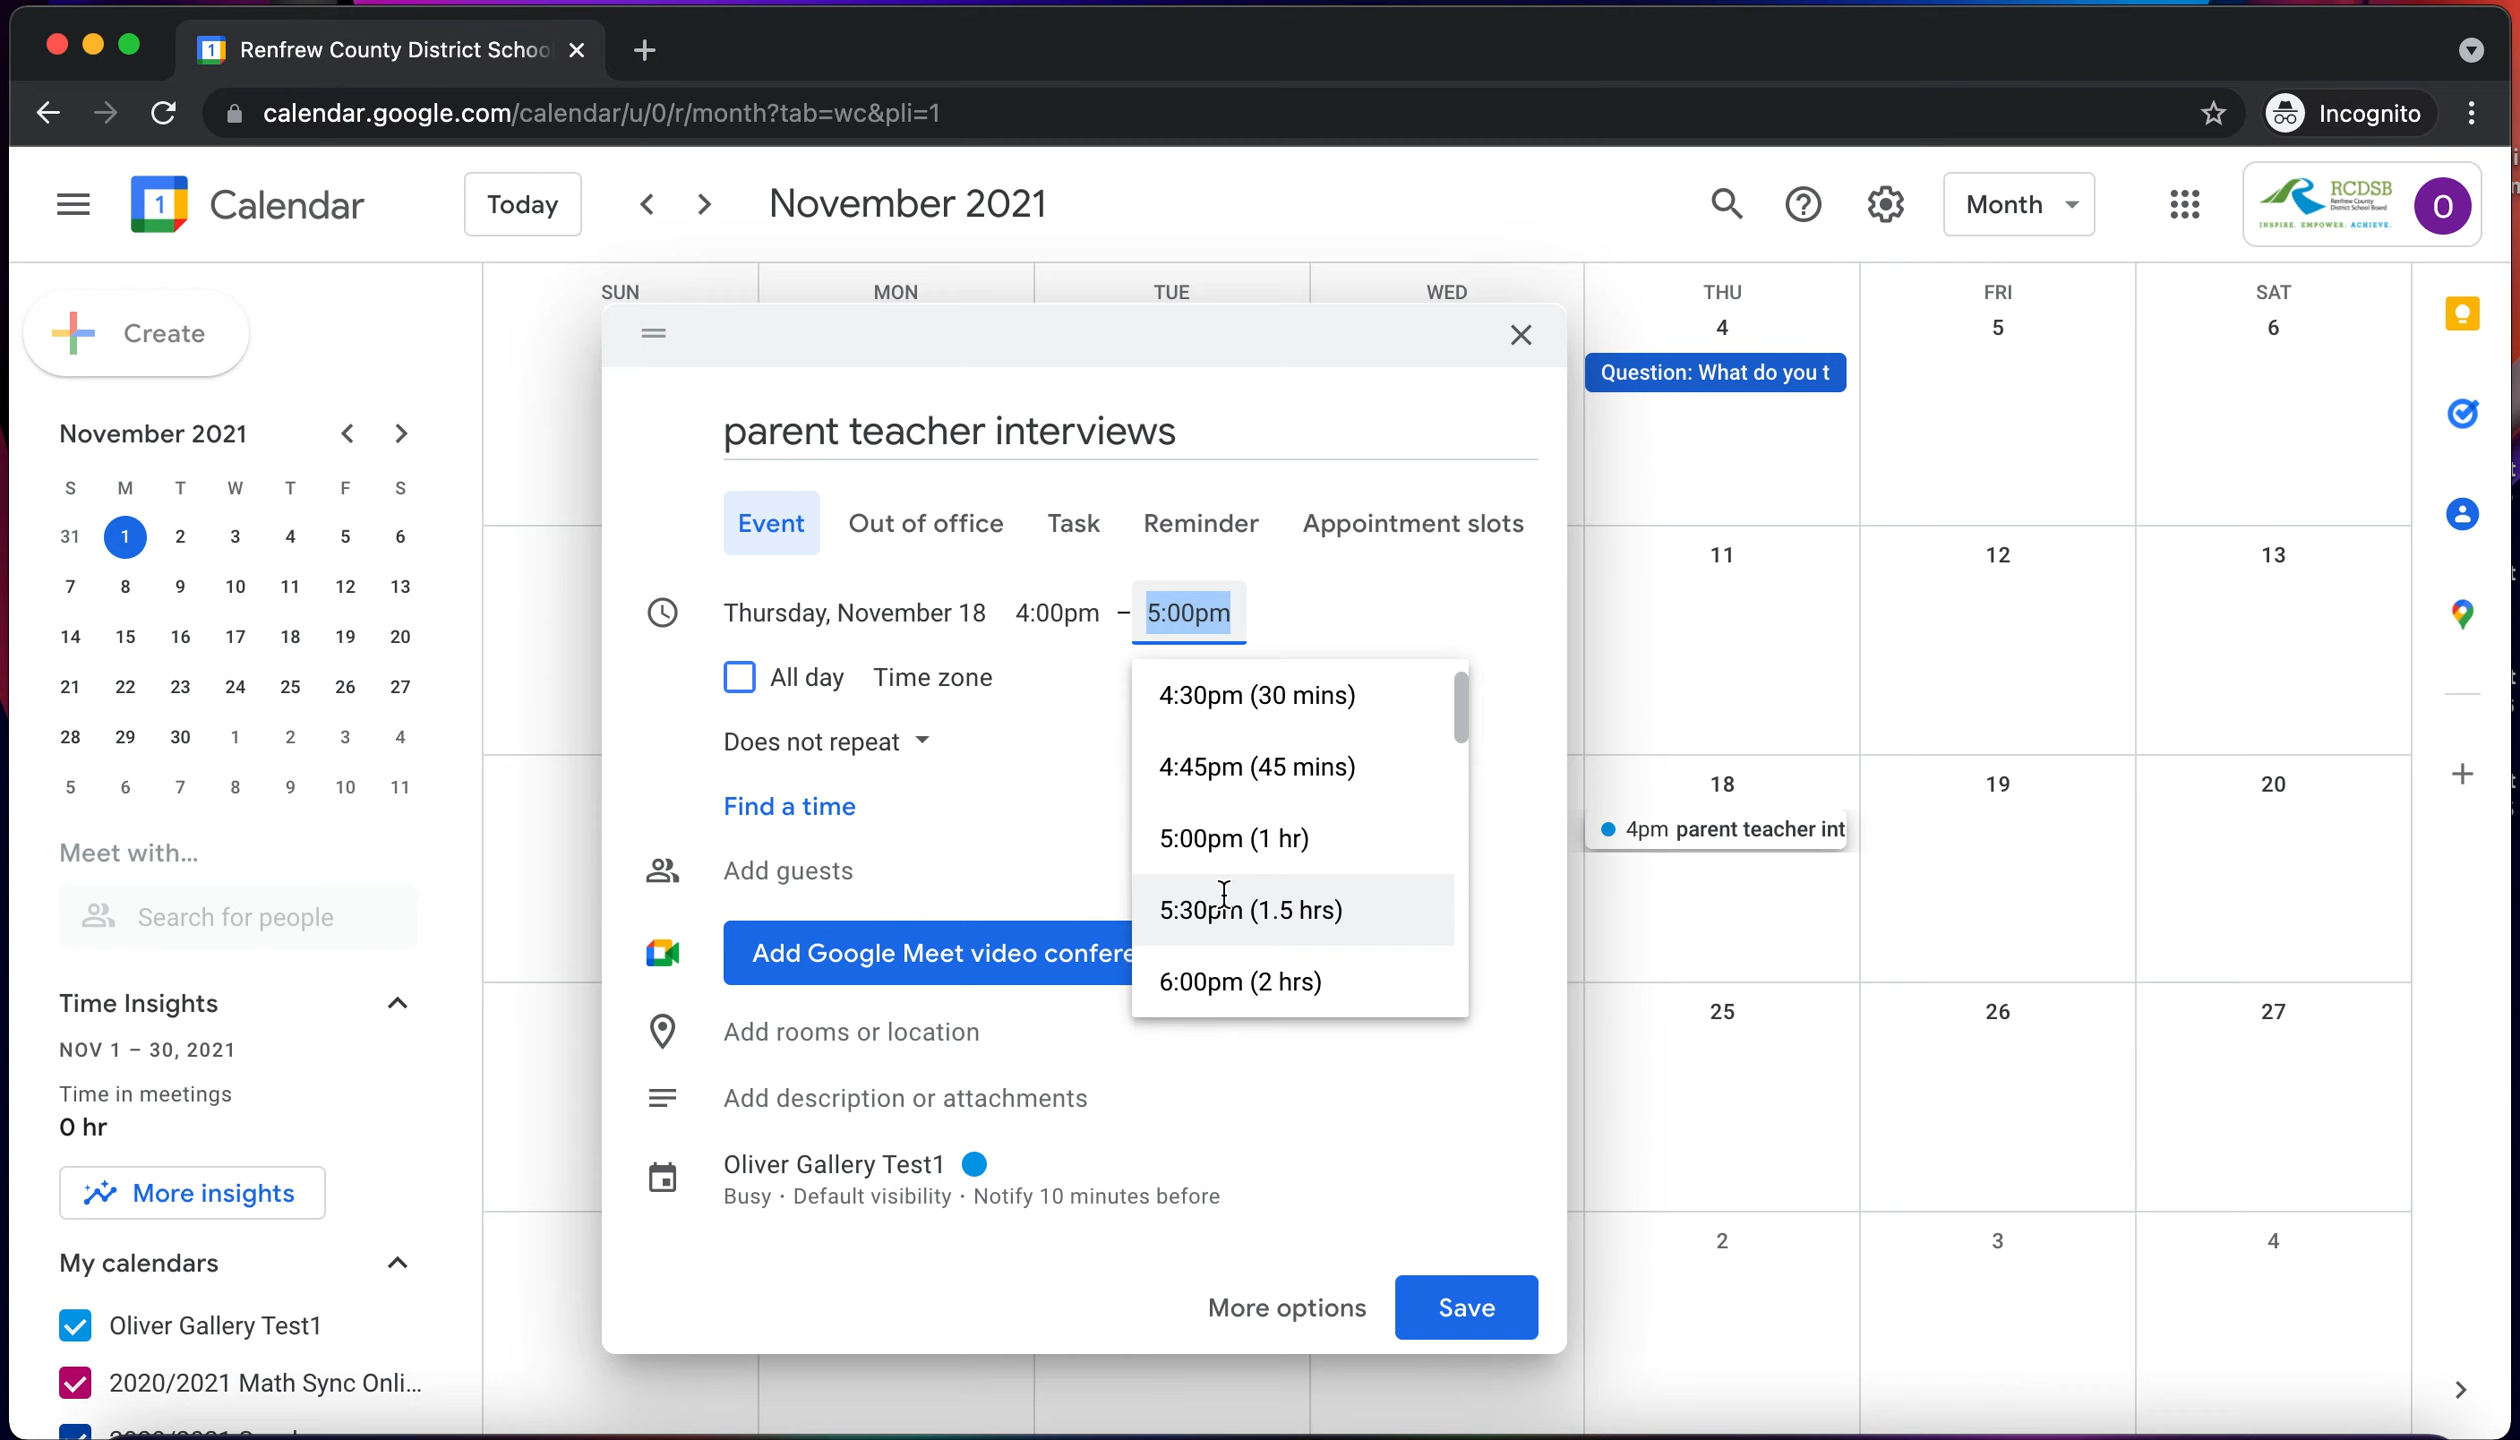 Renfrew County District Schoo
calendar.google.com/calendar/u/0/r/month?tab=wc&pli=1
Incognito
1
Calendar
Today
November 2021
Month
RCDSB
Renfrew County
District School Board
INSPIRE. EMPOWER. ACHIEVE.
O
Create
November 2021
S M T W T F S
31 1 2 3 4 5 6
7 8 9 10 11 12 13
14 15 16 17 18 19 20
21 22 23 24 25 26 27
28 29 30 1 2 3 4
5 6 7 8 9 10 11
Meet with...
Search for people
Time Insights
NOV 1 – 30, 2021
Time in meetings
0 hr
More insights
My calendars
Oliver Gallery Test1
2020/2021 Math Sync Onli...
SUN MON TUE WED THU FRI SAT
4 5 6
Question: What do you t
11 12 13
18 19 20
4pm parent teacher int
25 26 27
2 3 4
parent teacher interviews
Event Out of office Task Reminder Appointment slots
Thursday, November 18 4:00pm – 5:00pm
All day Time zone
Does not repeat
Find a time
Add guests
Add Google Meet video confere
Add rooms or location
Add description or attachments
Oliver Gallery Test1
Busy · Default visibility · Notify 10 minutes before
More options Save
4:30pm (30 mins)
4:45pm (45 mins)
5:00pm (1 hr)
5:30pm (1.5 hrs)
6:00pm (2 hrs)